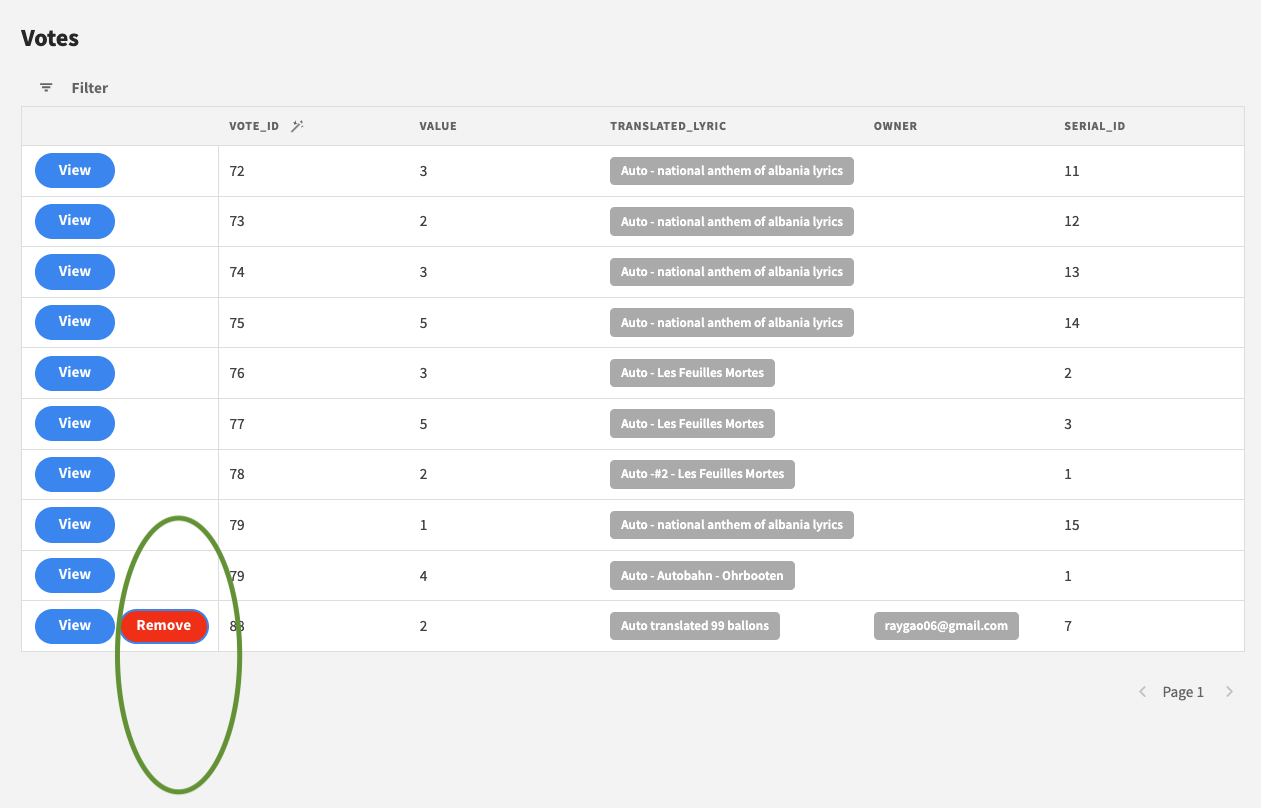 Votes
Filter
VOTE_ID VALUE TRANSLATED_LYRIC OWNER SERIAL_ID
View 72 3 Auto - national anthem of albania lyrics 11
View 73 2 Auto - national anthem of albania lyrics 12
View 74 3 Auto - national anthem of albania lyrics 13
View 75 5 Auto - national anthem of albania lyrics 14
View 76 3 Auto - Les Feuilles Mortes 2
View 77 5 Auto - Les Feuilles Mortes 3
View 78 2 Auto -#2 - Les Feuilles Mortes 1
View 79 1 Auto - national anthem of albania lyrics 15
View 79 4 Auto - Autobahn - Ohrbooten 1
View Remove 2 Auto translated 99 ballons raygao06@gmail.com 7
Page 1